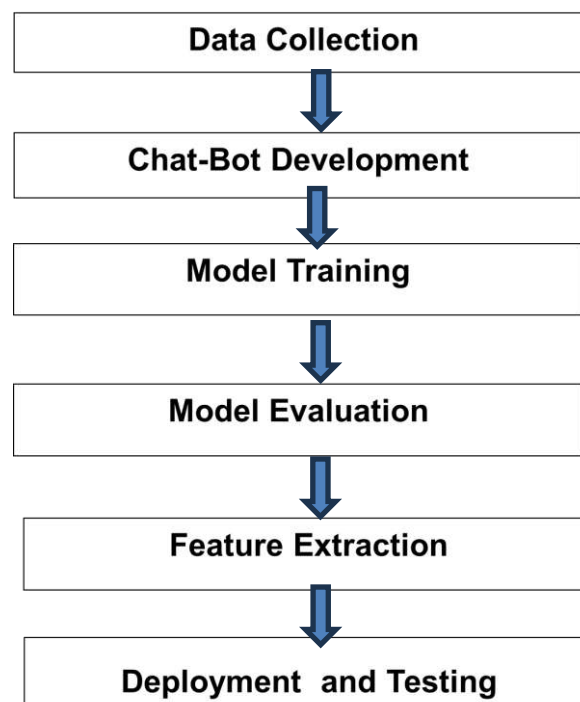 Data Collection
Chat-Bot Development
Model Training
Model Evaluation
Feature Extraction
Deployment and Testing